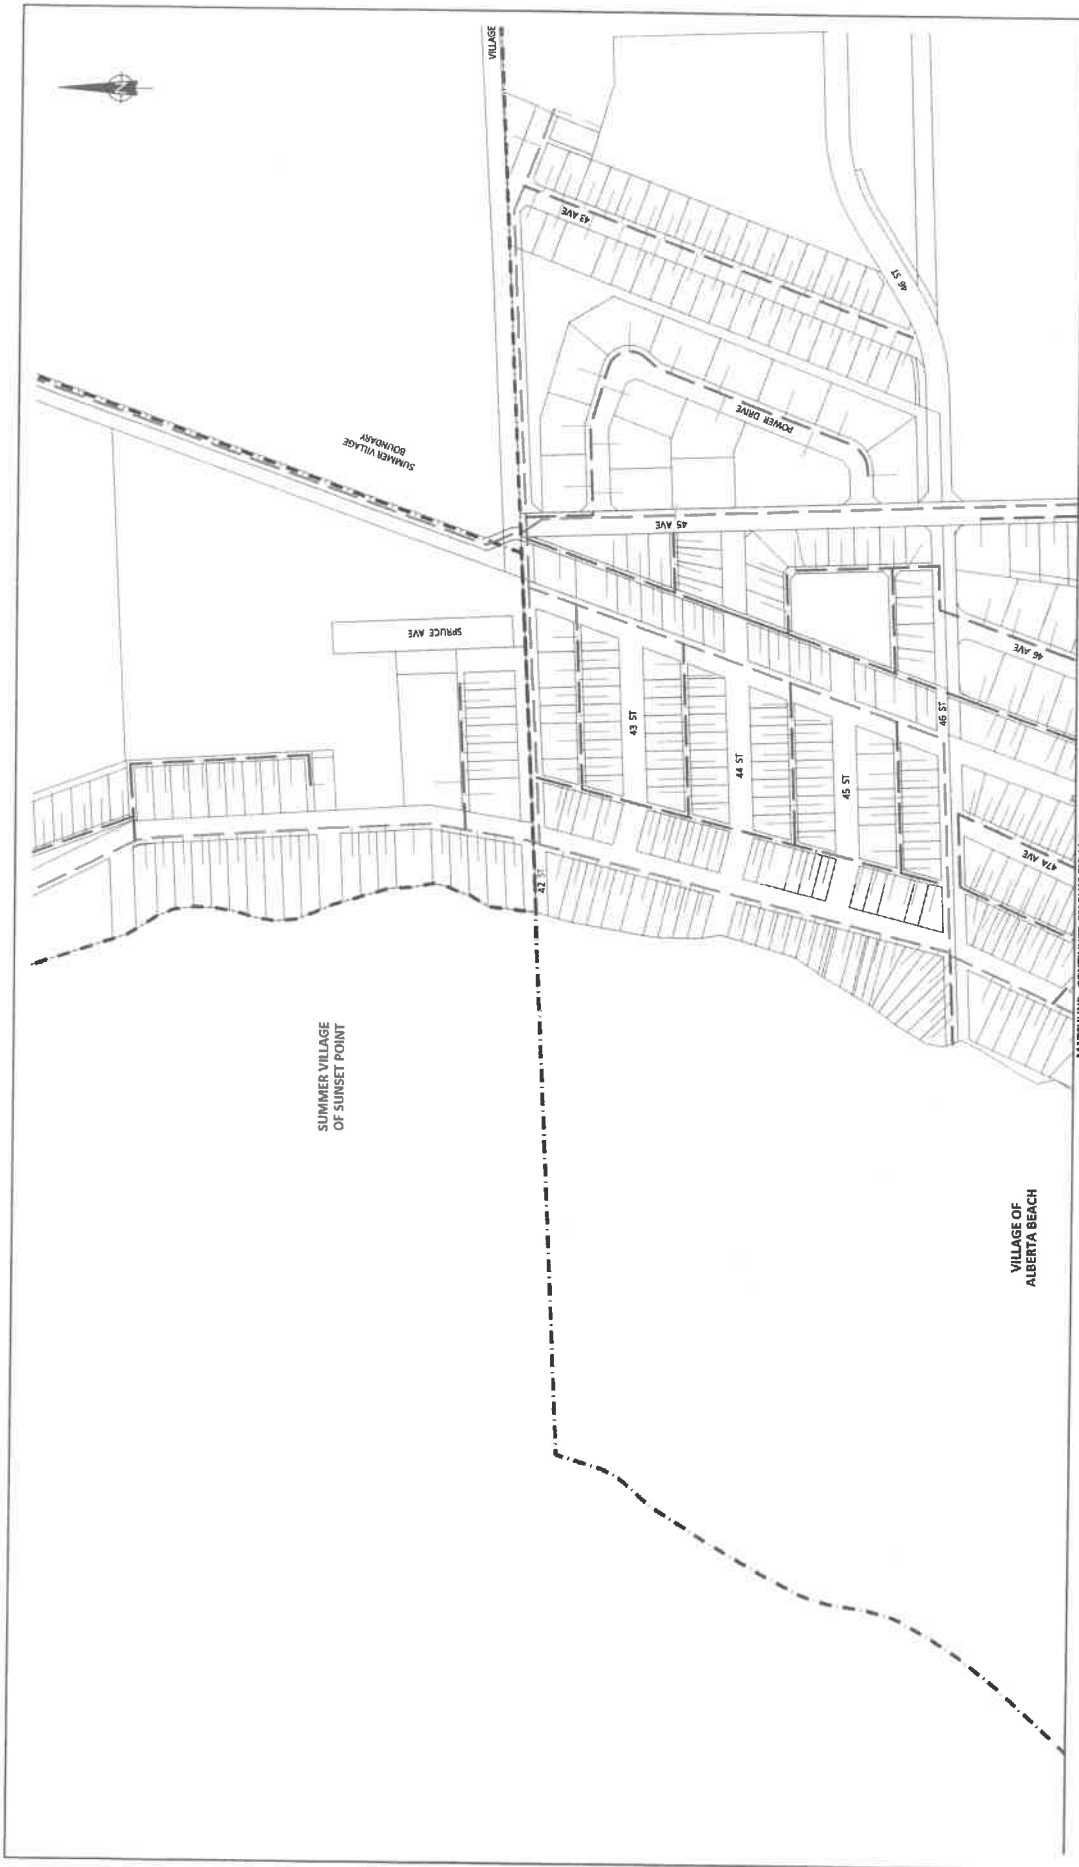 VILLAGE
N
43 AVE
46 ST
POWER DRIVE
SUMMER VILLAGE
BOUNDARY
45 AVE
SPRUCE AVE
46 AVE
43 ST
44 ST
45 ST
46 ST
47A AVE
42 ST
SUMMER VILLAGE
OF SUNSET POINT
VILLAGE OF
ALBERTA BEACH